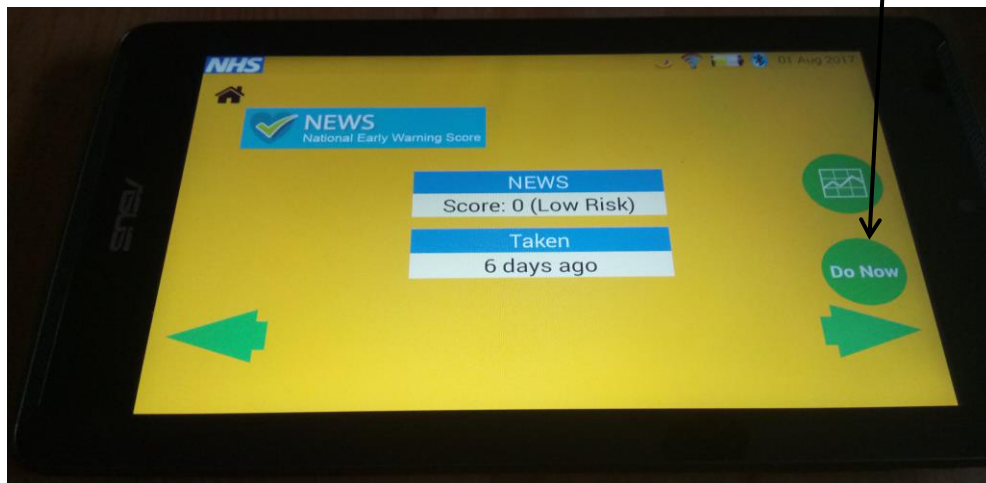 NHS
01 Aug 2017
NEWS
National Early Warning Score
NEWS
Score: 0 (Low Risk)
Taken
6 days ago
Do Now
ASUS